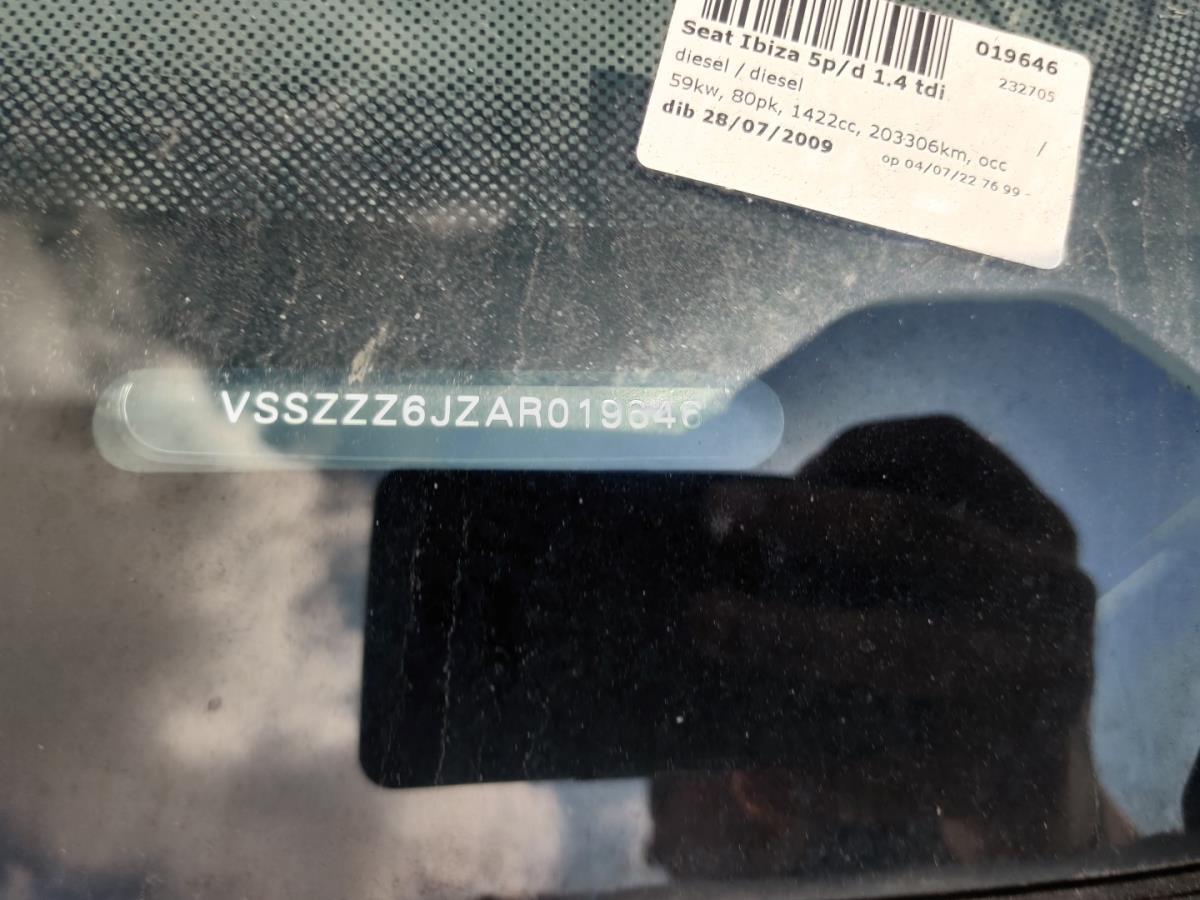 Seat Ibiza 5p/d 1.4 tdi
019646
diesel / diesel
232705
59kw, 80pk, 1422cc, 203306km, occ /
dib 28/07/2009
op 04/07/22 76 99 -
VSSZZZ6JZAR019646